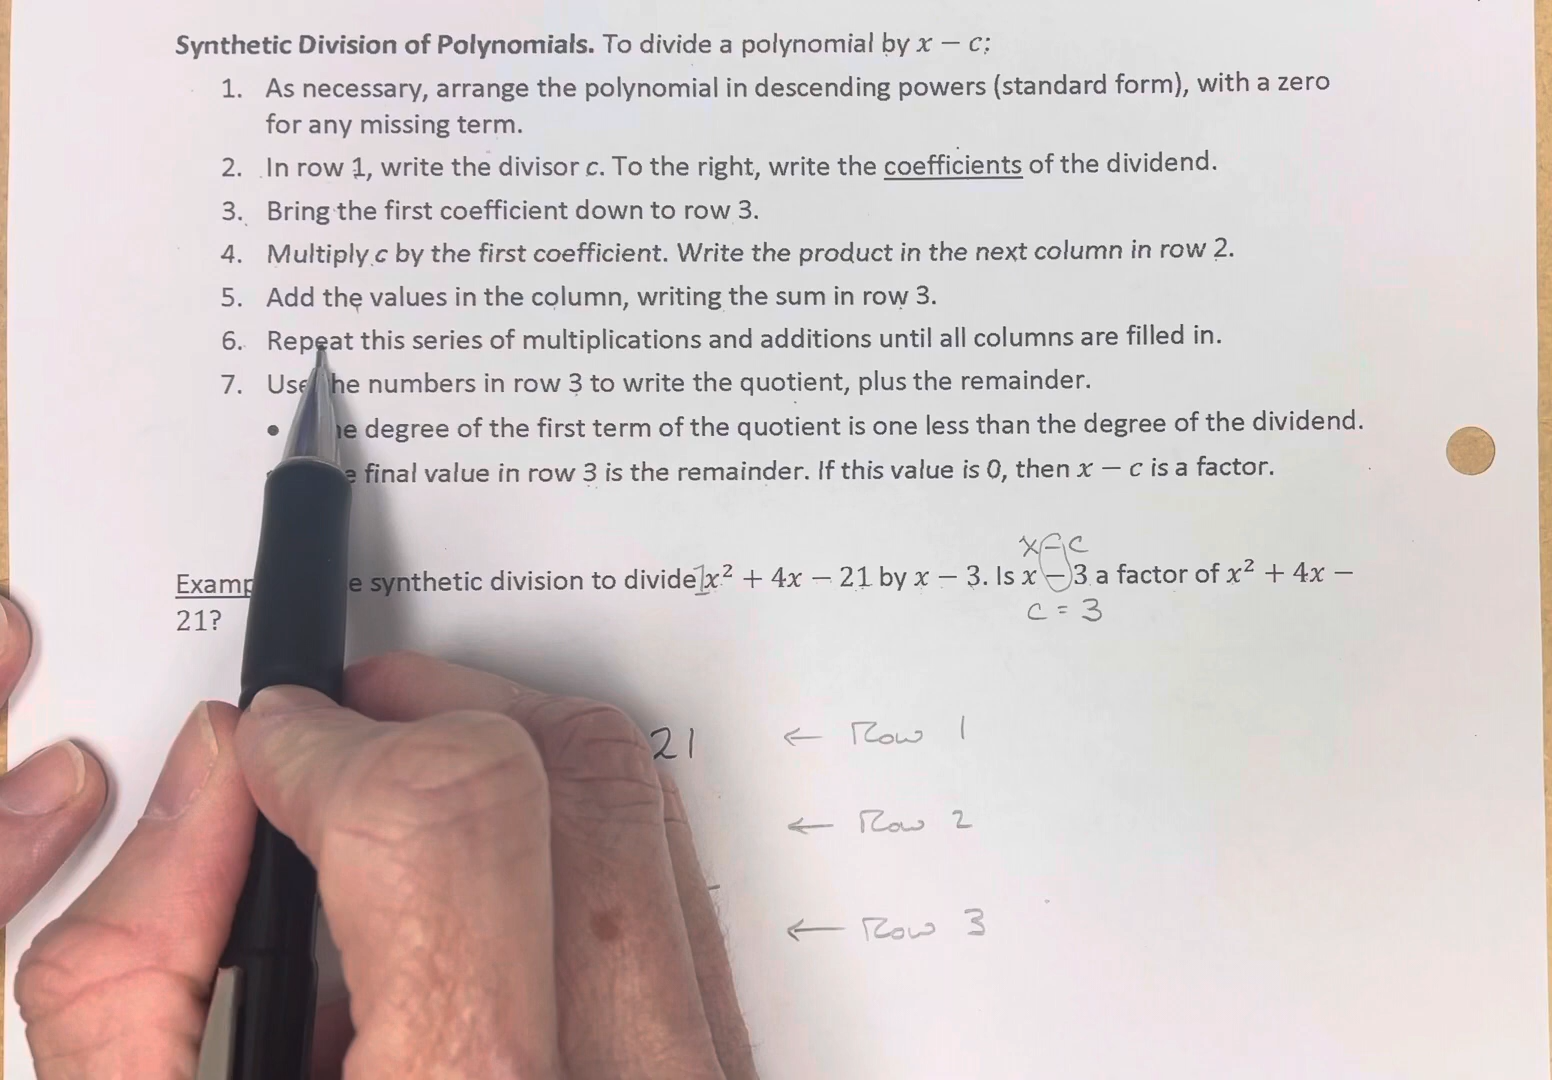 Synthetic Division of Polynomials. To divide a polynomial by x − c:
1. As necessary, arrange the polynomial in descending powers (standard form), with a zero
for any missing term.
2. In row 1, write the divisor c. To the right, write the coefficients of the dividend.
3. Bring the first coefficient down to row 3.
4. Multiply c by the first coefficient. Write the product in the next column in row 2.
5. Add the values in the column, writing the sum in row 3.
6. Repeat this series of multiplications and additions until all columns are filled in.
7. Use he numbers in row 3 to write the quotient, plus the remainder.
• e degree of the first term of the quotient is one less than the degree of the dividend.
final value in row 3 is the remainder. If this value is 0, then x − c is a factor.
x − c
Examp e synthetic division to divide 1x² + 4x − 21 by x − 3. Is x − 3 a factor of x² + 4x −
21?
c = 3
21 ← Row 1
← Row 2
← Row 3